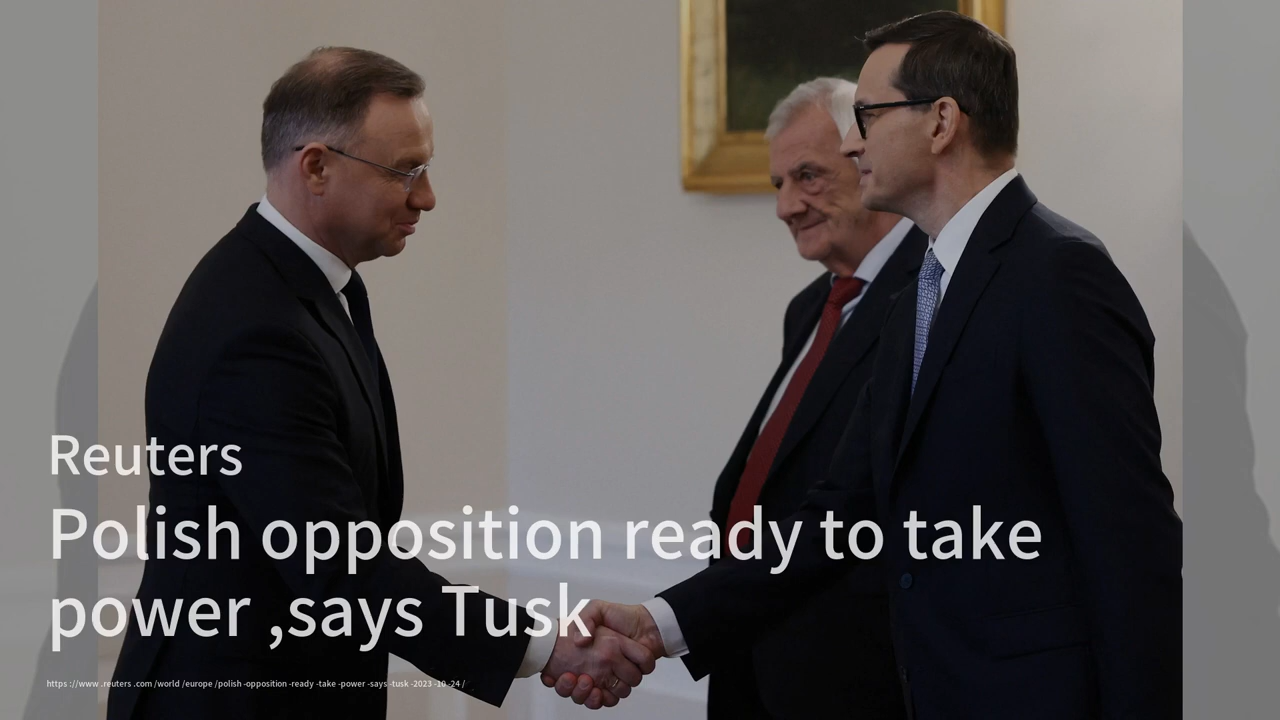 Reuters
Polish opposition ready to take
power ,says Tusk
https ://www .reuters .com /world /europe /polish -opposition -ready -take -power -says -tusk -2023 -10 -24 /